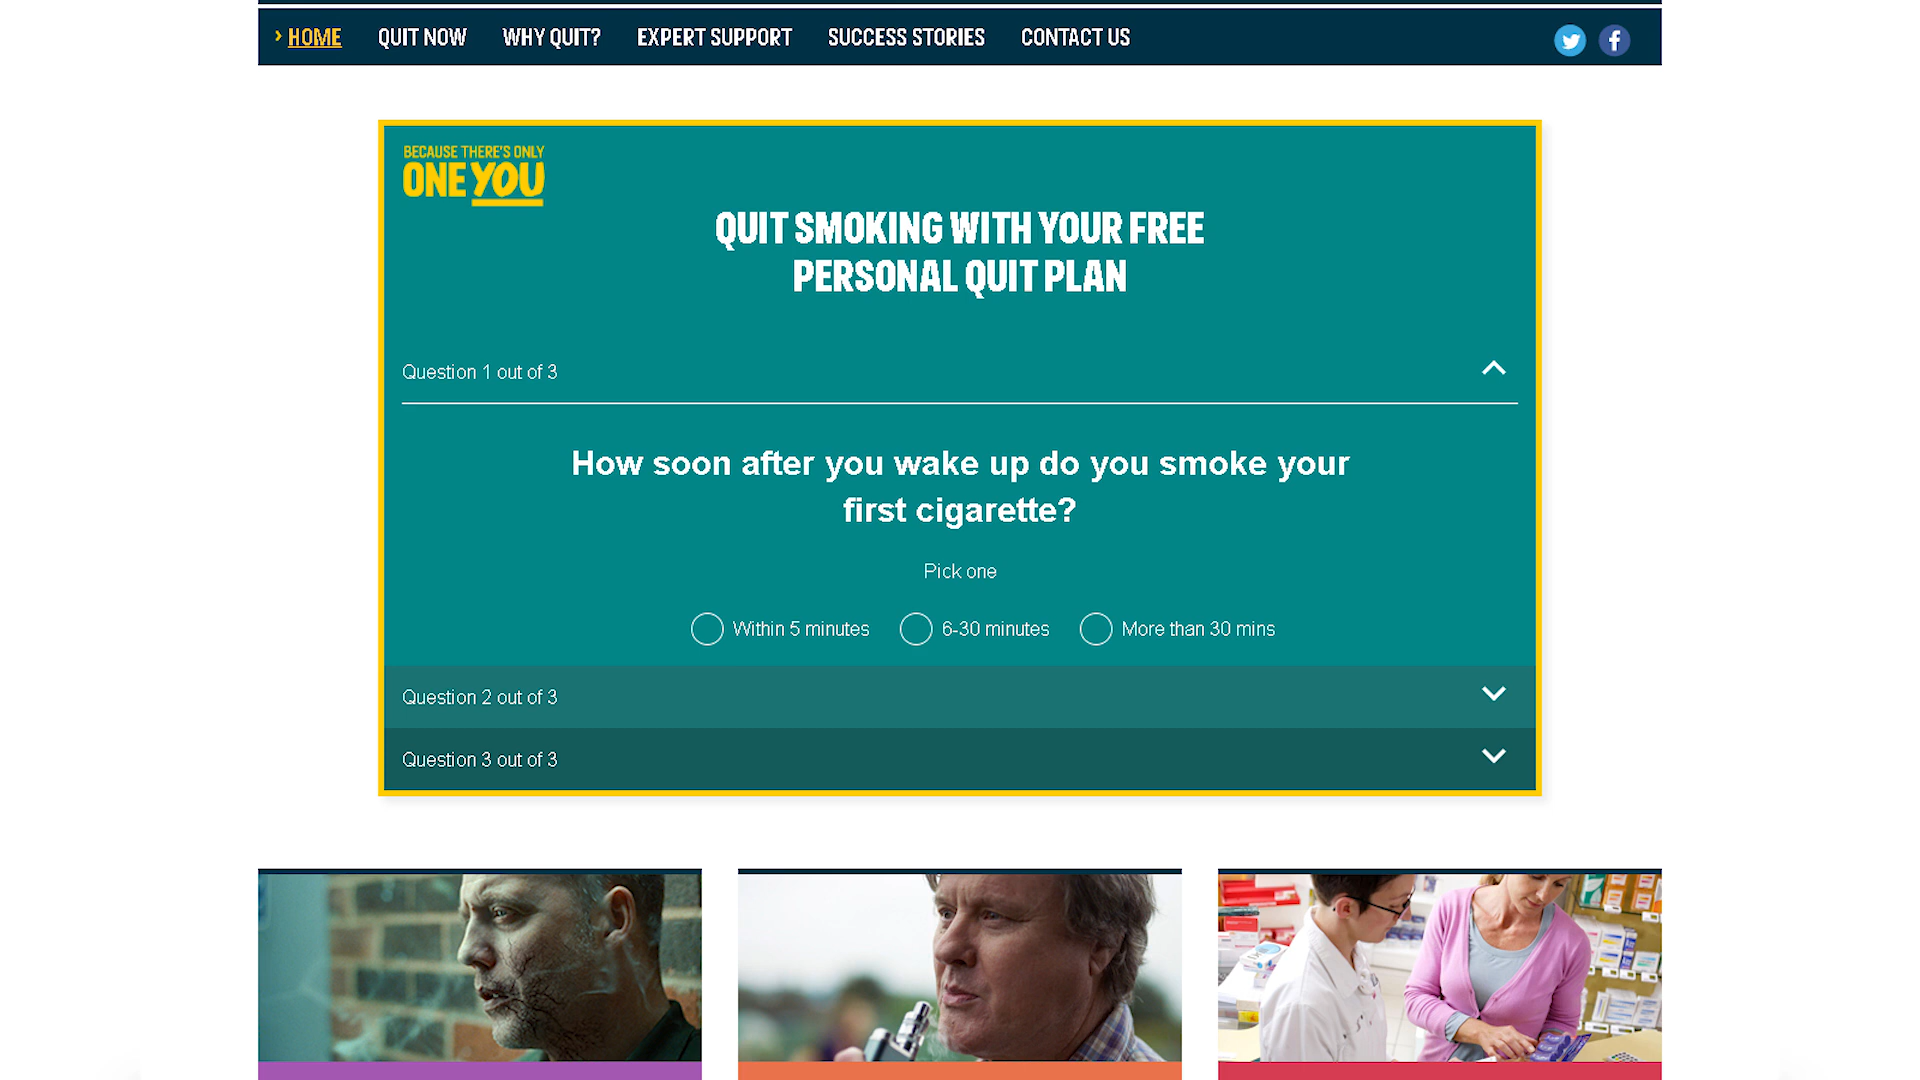 HOME QUIT NOW WHY QUIT? EXPERT SUPPORT SUCCESS STORIES CONTACT US
BECAUSE THERE'S ONLY
ONE YOU
QUIT SMOKING WITH YOUR FREE
PERSONAL QUIT PLAN
Question 1 out of 3
How soon after you wake up do you smoke your
first cigarette?
Pick one
Within 5 minutes 6-30 minutes More than 30 mins
Question 2 out of 3
Question 3 out of 3